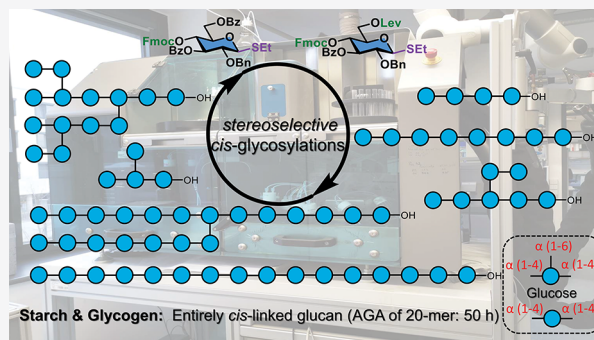 OBz
OLev
Fmoc O O SEt
BzO OBn
Fmoc O O SEt
BzO OBn
OH
OH
OH
stereoselective
cis-glycosylations
OH
OH
OH
OH
OH
α (1-6)
α (1-4) α (1-4)
Glucose
α (1-4) α (1-4)
Starch & Glycogen: Entirely cis-linked glucan (AGA of 20-mer: 50 h)